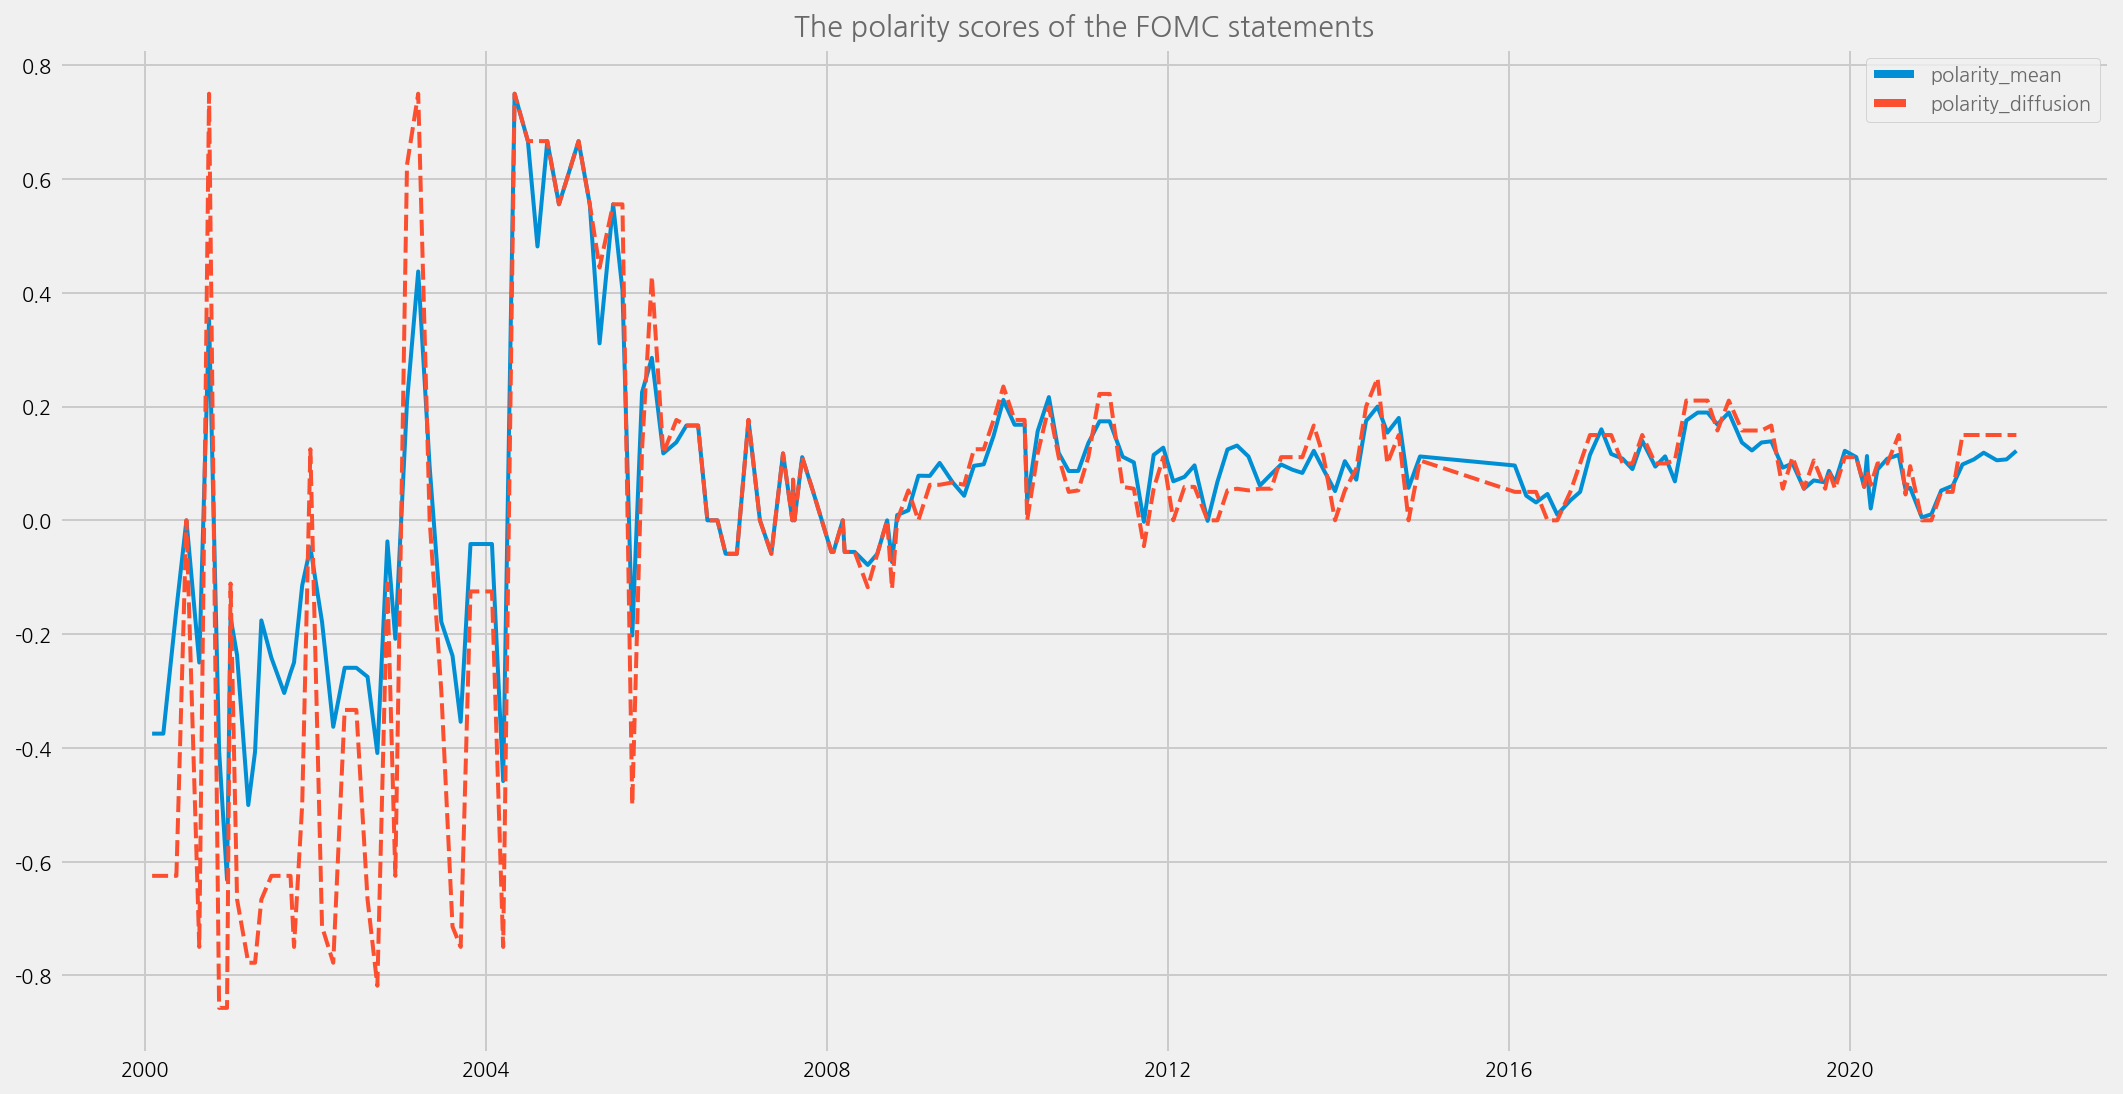 The polarity scores of the FOMC statements
polarity_mean
polarity_diffusion
0.8
0.6
0.4
0.2
0.0
-0.2
-0.4
-0.6
-0.8
2000 2004 2008 2012 2016 2020